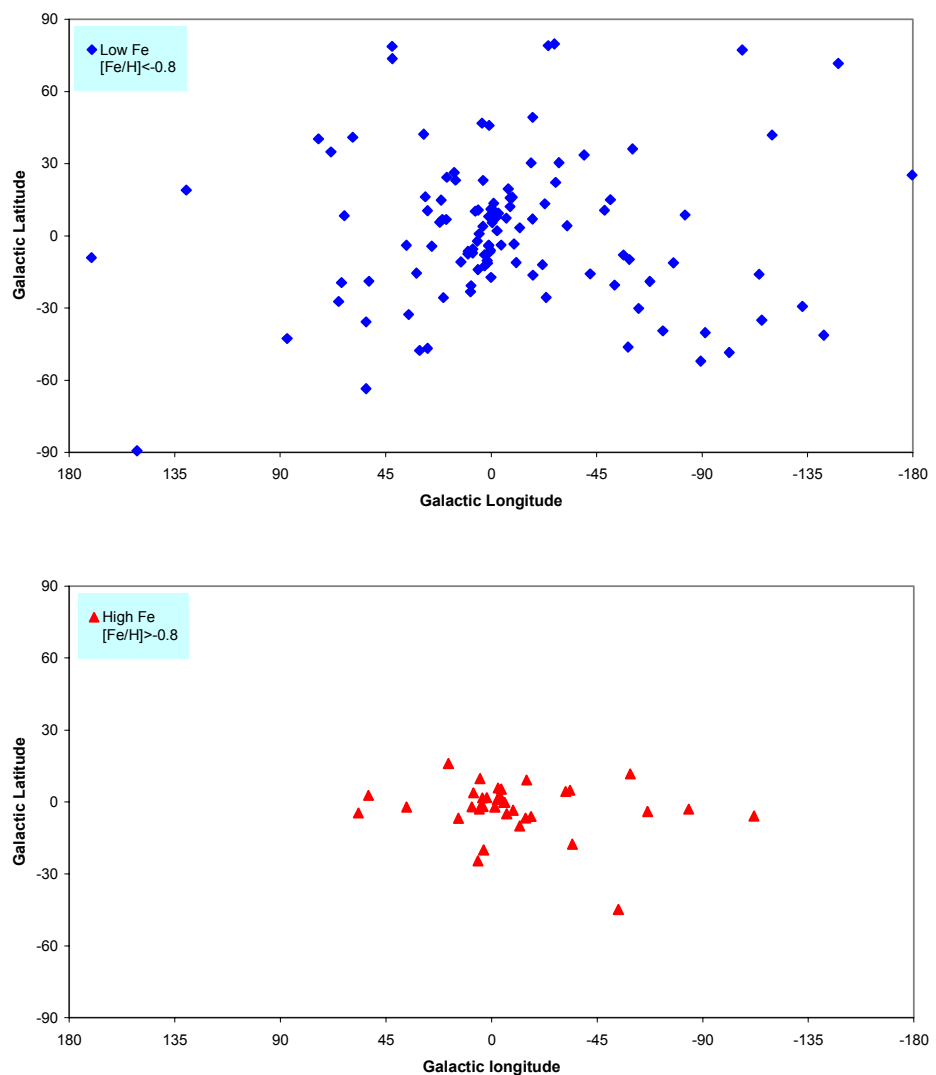 90
60
30
0
-30
-60
-90
Galactic Latitude
Low Fe
[Fe/H]<-0.8
180 135 90 45 0 -45 -90 -135 -180
Galactic Longitude
90
60
30
0
-30
-60
-90
Galactic Latitude
High Fe
[Fe/H]>-0.8
180 135 90 45 0 -45 -90 -135 -180
Galactic longitude